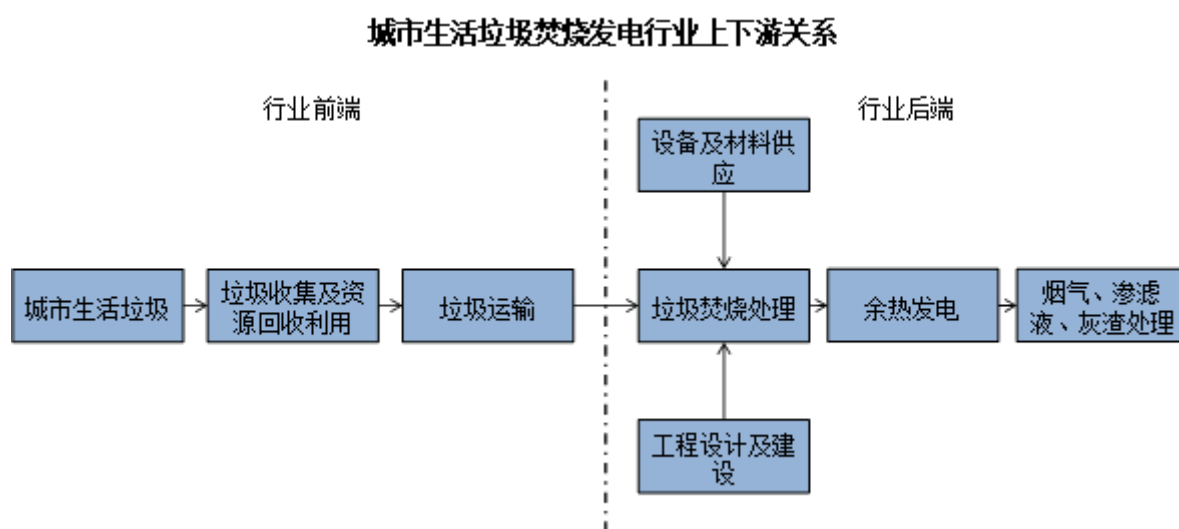 城市生活垃圾焚烧发电行业上下游关系
行业前端
行业后端
设备及材料供
应
城市生活垃圾
垃圾收集及资
源回收利用
垃圾运输
垃圾焚烧处理
余热发电
烟气、渗滤
液、灰渣处理
工程设计及建
设